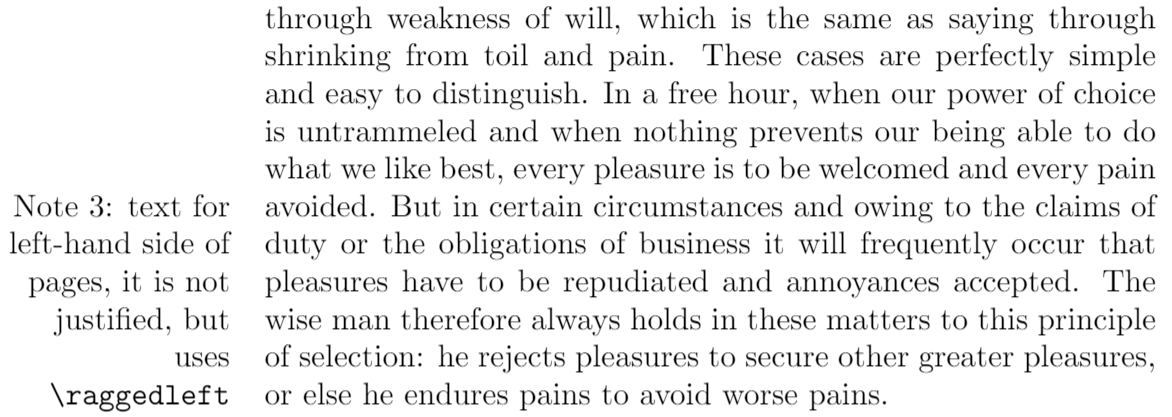 through weakness of will, which is the same as saying through
shrinking from toil and pain. These cases are perfectly simple
and easy to distinguish. In a free hour, when our power of choice
is untrammeled and when nothing prevents our being able to do
what we like best, every pleasure is to be welcomed and every pain
avoided. But in certain circumstances and owing to the claims of
duty or the obligations of business it will frequently occur that
pleasures have to be repudiated and annoyances accepted. The
wise man therefore always holds in these matters to this principle
of selection: he rejects pleasures to secure other greater pleasures,
or else he endures pains to avoid worse pains.
Note 3: text for
left-hand side of
pages, it is not
justified, but
uses
\raggedleft